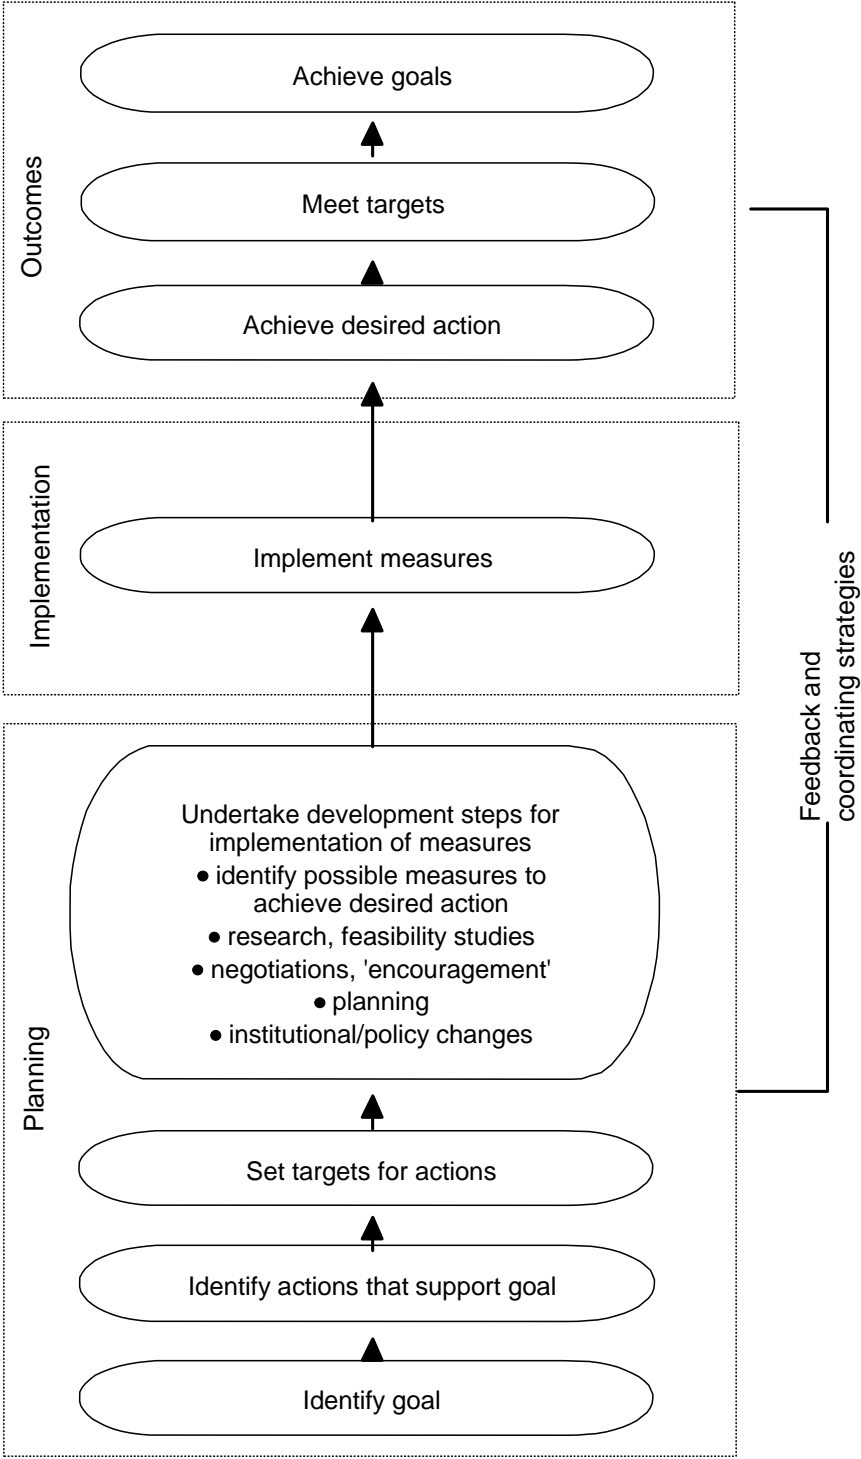 Achieve goals
Meet targets
Achieve desired action
Outcomes
Implement measures
Implementation
Undertake development steps for
implementation of measures
• identify possible measures to
achieve desired action
• research, feasibility studies
• negotiations, 'encouragement'
• planning
• institutional/policy changes
Set targets for actions
Identify actions that support goal
Identify goal
Planning
Feedback and
coordinating strategies